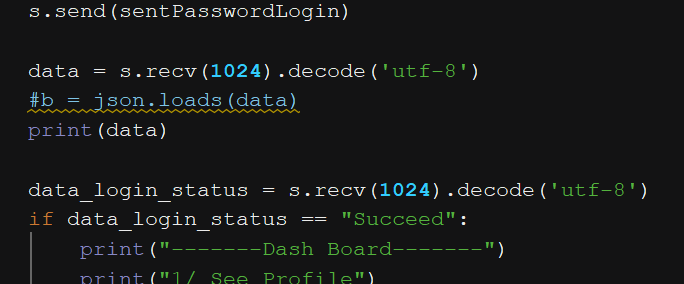 s.send(sentPasswordLogin)
data = s.recv(1024).decode('utf-8')
#b = json.loads(data)
print(data)
data_login_status = s.recv(1024).decode('utf-8')
if data_login_status == "Succeed":
print("-------Dash Board-------")
print("1/ See Profile")